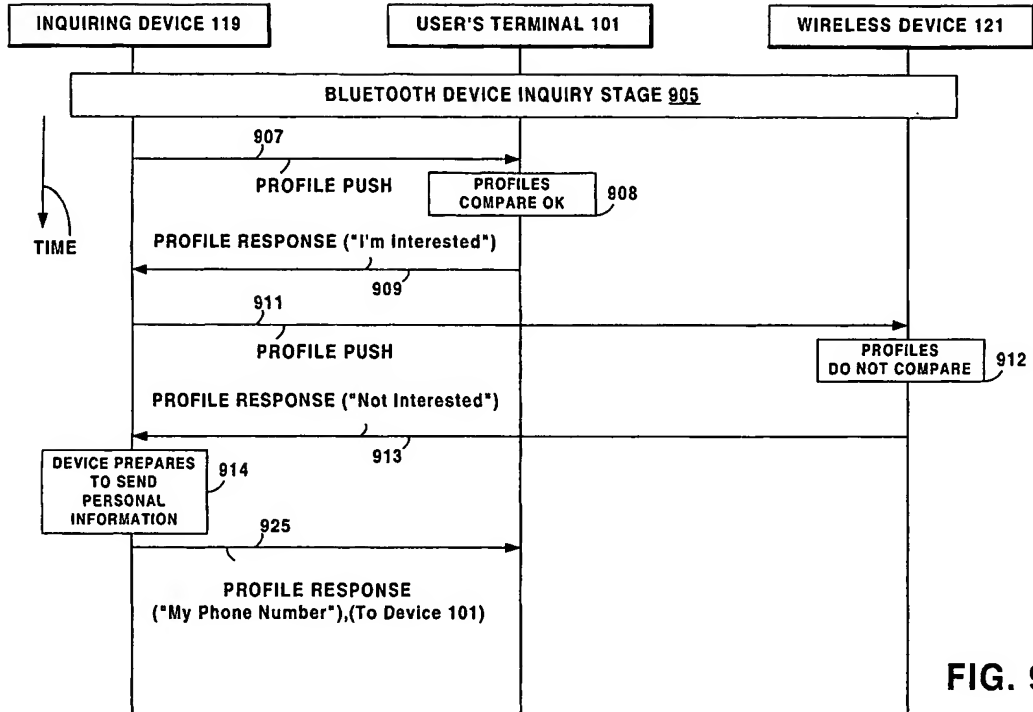 INQUIRING DEVICE 119
USER'S TERMINAL 101
WIRELESS DEVICE 121
BLUETOOTH DEVICE INQUIRY STAGE 905
907
PROFILE PUSH
PROFILES
COMPARE OK
908
TIME
PROFILE RESPONSE ("I'm Interested")
909
911
PROFILE PUSH
PROFILES
DO NOT COMPARE
912
PROFILE RESPONSE ("Not Interested")
913
DEVICE PREPARES
TO SEND
PERSONAL
INFORMATION
914
925
PROFILE RESPONSE
("My Phone Number"),(To Device 101)
FIG. 9